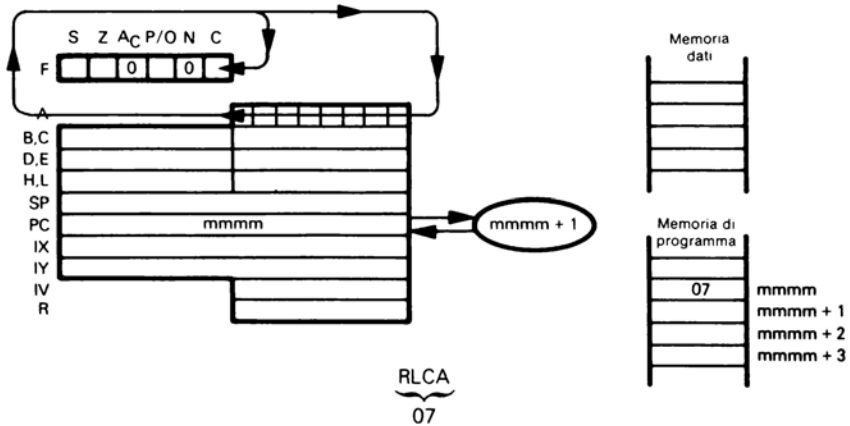 S Z AC P/O N C
F 0 0
A
B,C
D,E
H,L
SP
PC mmmm mmmm + 1
IX
IY
IV
R
Memoria
dati
Memoria di
programma
07 mmmm
mmmm + 1
mmmm + 2
mmmm + 3
RLCA
07